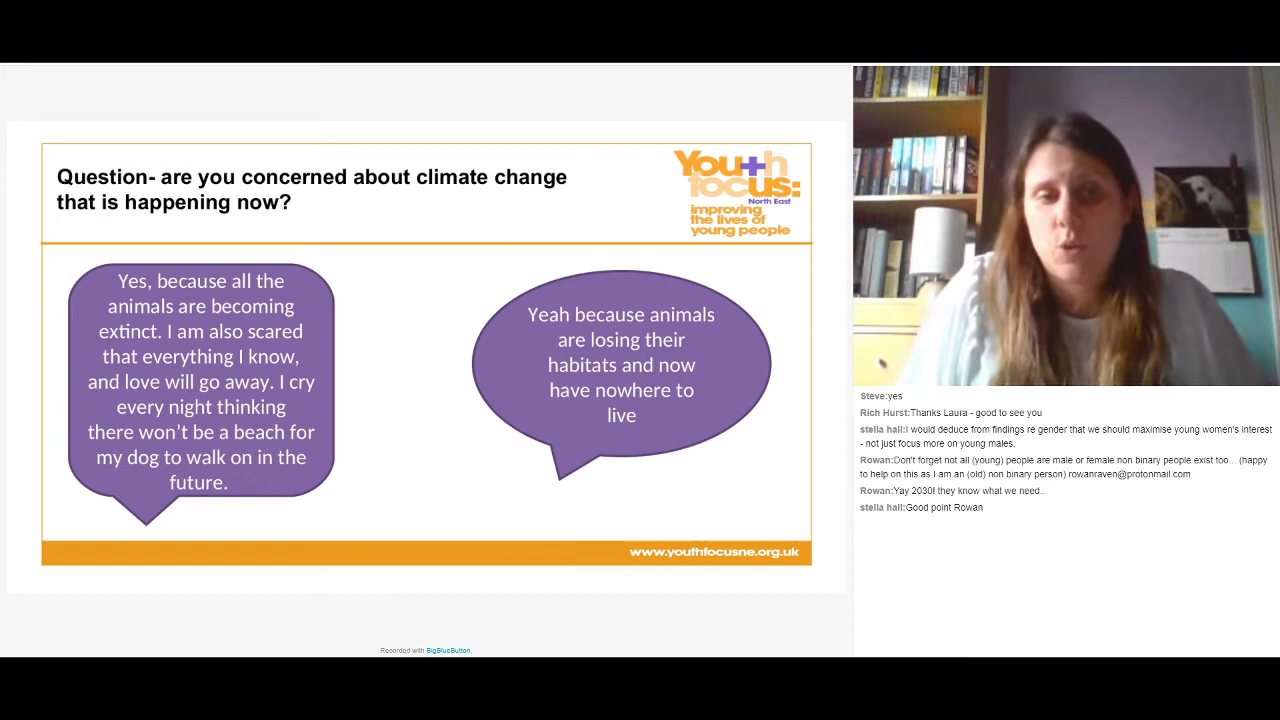 Question- are you concerned about climate change
that is happening now?
Youth
focus:
North East
improving
the lives of
young people
Yes, because all the
animals are becoming
extinct. I am also scared
that everything I know,
and love will go away. I cry
every night thinking
there won't be a beach for
my dog to walk on in the
future.
Yeah because animals
are losing their
habitats and now
have nowhere to
live
www.youthfocusne.org.uk
Recorded with BigBlueButton.
Steve:yes
Rich Hurst:Thanks Laura - good to see you
stella hall:I would deduce from findings re gender that we should maximise young women's interest
- not just focus more on young males.
Rowan:Don't forget not all (young) people are male or female non binary people exist too... (happy
to help on this as I am an (old) non binary person) rowanraven@protonmail.com
Rowan:Yay 2030! they know what we need..
stella hall:Good point Rowan